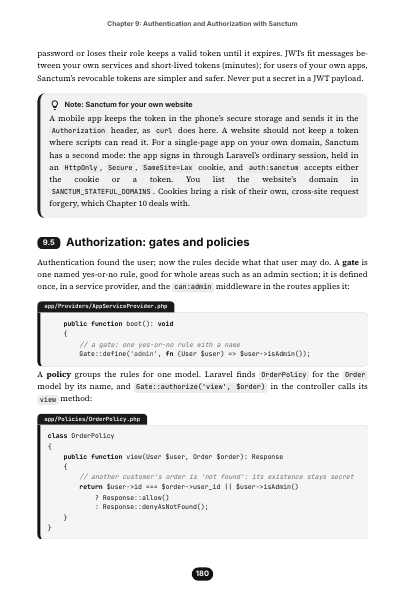 Chapter 9: Authentication and Authorization with Sanctum
password or loses their role keeps a valid token until it expires. JWTs fit messages be-
tween your own services and short-lived tokens (minutes); for users of your own apps,
Sanctum's revocable tokens are simpler and safer. Never put a secret in a JWT payload.
Note: Sanctum for your own website
A mobile app keeps the token in the phone's secure storage and sends it in the
Authorization header, as curl does here. A website should not keep a token
where scripts can read it. For a single-page app on your own domain, Sanctum
has a second mode: the app signs in through Laravel's ordinary session, held in
an HttpOnly, Secure, SameSite=Lax cookie, and auth:sanctum accepts either
the cookie or a token. You list the website's domain in
SANCTUM_STATEFUL_DOMAINS. Cookies bring a risk of their own, cross-site request
forgery, which Chapter 10 deals with.
9.5 Authorization: gates and policies
Authentication found the user; now the rules decide what that user may do. A gate is
one named yes-or-no rule, good for whole areas such as an admin section; it is defined
once, in a service provider, and the can:admin middleware in the routes applies it:
app/Providers/AppServiceProvider.php
public function boot(): void
{
// a gate: one yes-or-no rule with a name
Gate::define('admin', fn (User $user) => $user->isAdmin());
A policy groups the rules for one model. Laravel finds OrderPolicy for the Order
model by its name, and Gate::authorize('view', $order) in the controller calls its
view method:
app/Policies/OrderPolicy.php
class OrderPolicy
{
public function view(User $user, Order $order): Response
{
// another customer's order is 'not found': its existence stays secret
return $user->id === $order->user_id || $user->isAdmin()
? Response::allow()
: Response::denyAsNotFound();
}
}
180